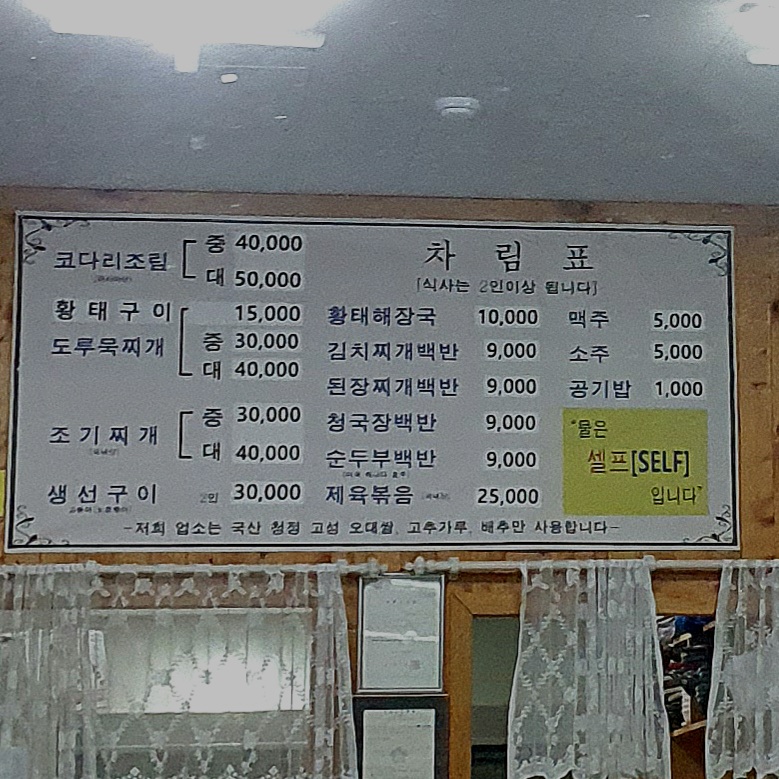 차 림 표
[식사는 2인이상 됩니다]
코다리조림 중 40,000
대 50,000
황 태 구 이 15,000
도루묵찌개 중 30,000
대 40,000
조 기 찌 개 중 30,000
대 40,000
생 선 구 이 2인 30,000
황태해장국 10,000
김치찌개백반 9,000
된장찌개백반 9,000
청국장백반 9,000
순두부백반 9,000
제육볶음 25,000
맥주 5,000
소주 5,000
공기밥 1,000
"물은
셀프[SELF]
입니다"
-저희 업소는 국산 청정 고성 오대쌀, 고추가루, 배추만 사용합니다-